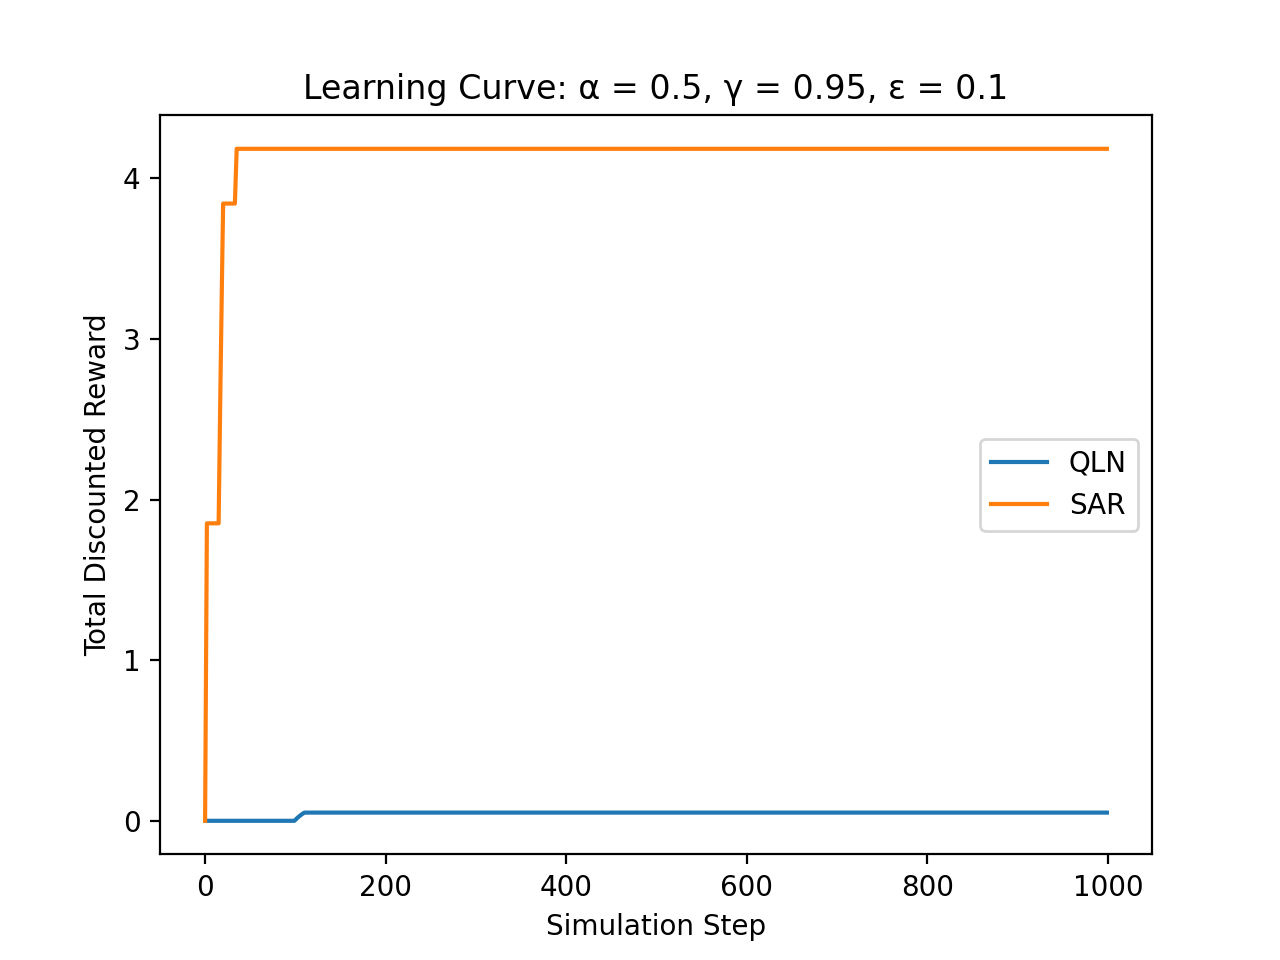 Learning Curve: α = 0.5, γ = 0.95, ε = 0.1
Total Discounted Reward
4
3
2
1
0
QLN
SAR
0 200 400 600 800 1000
Simulation Step